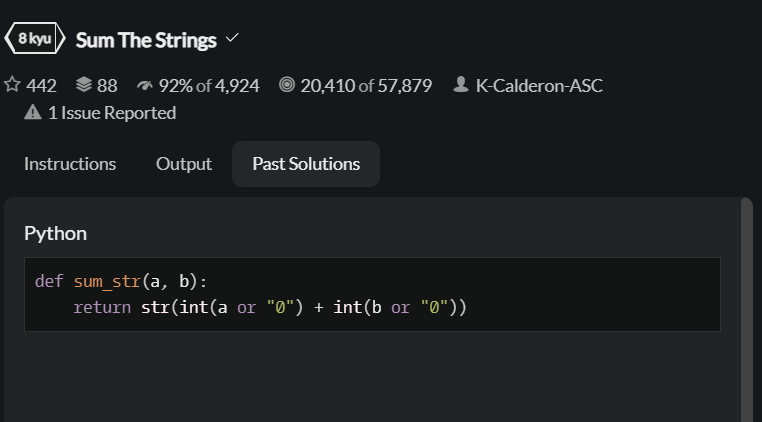 8 kyu Sum The Strings
442 88 92% of 4,924 20,410 of 57,879 K-Calderon-ASC
1 Issue Reported
Instructions Output Past Solutions
Python
def sum_str(a, b):
    return str(int(a or "0") + int(b or "0"))